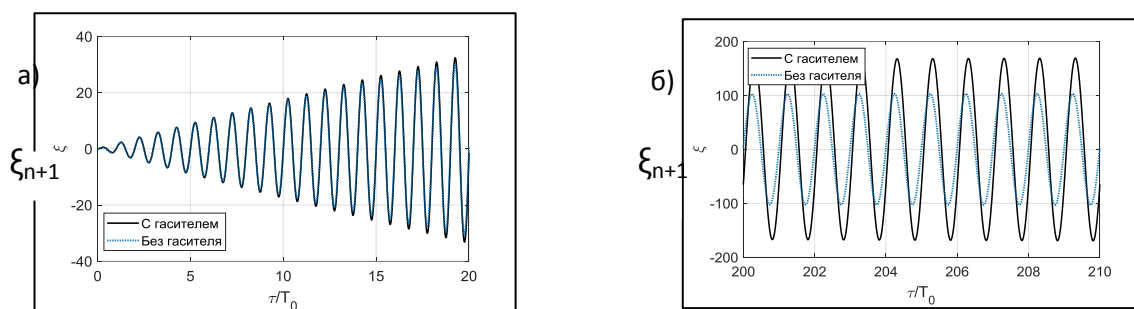 а)
ξn+1
ξ
40
20
0
-20
-40
С гасителем
Без гасителя
0 5 10 15 20
τ/T0
б)
ξn+1
ξ
200
100
0
-100
-200
С гасителем
Без гасителя
200 202 204 206 208 210
τ/T0